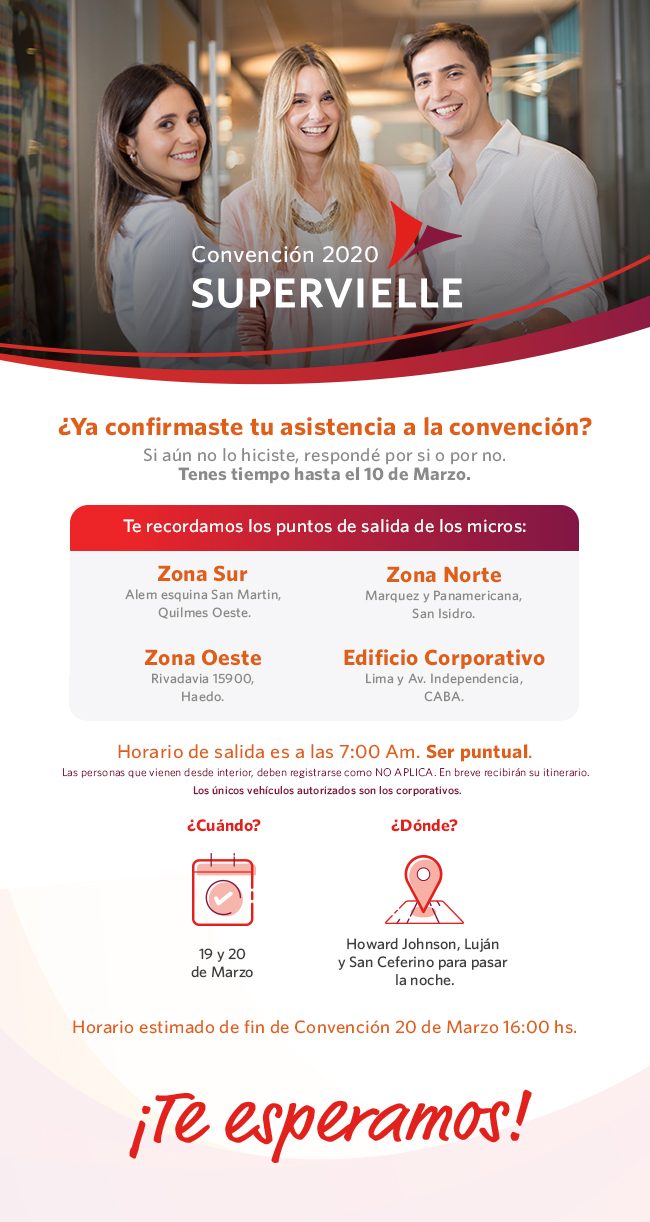 Convención 2020
SUPERVIELLE
¿Ya confirmaste tu asistencia a la convención?
Si aún no lo hiciste, respondé por si o por no.
Tenes tiempo hasta el 10 de Marzo.
Te recordamos los puntos de salida de los micros:
Zona Sur
Alem esquina San Martin,
Quilmes Oeste.
Zona Norte
Marquez y Panamericana,
San Isidro.
Zona Oeste
Rivadavia 15900,
Haedo.
Edificio Corporativo
Lima y Av. Independencia,
CABA.
Horario de salida es a las 7:00 Am. Ser puntual.
Las personas que vienen desde interior, deben registrarse como NO APLICA. En breve recibirán su itinerario.
Los únicos vehículos autorizados son los corporativos.
¿Cuándo?
19 y 20
de Marzo
¿Dónde?
Howard Johnson, Luján
y San Ceferino para pasar
la noche.
Horario estimado de fin de Convención 20 de Marzo 16:00 hs.
¡Te esperamos!